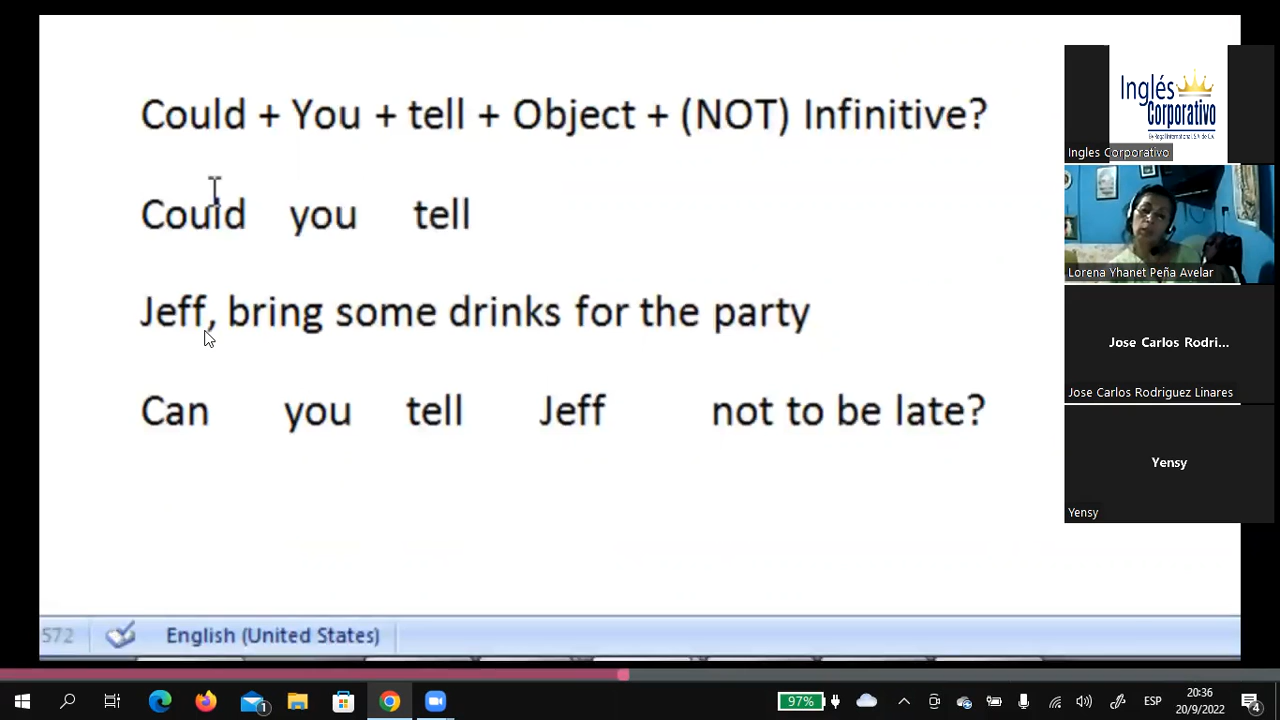 Could + You + tell + Object + (NOT) Infinitive?
Could you tell
Jeff, bring some drinks for the party
Can you tell Jeff not to be late?
572 English (United States)
Inglés
Corporativo
Ingles Corporativo
Lorena Yhanet Peña Avelar
Jose Carlos Rodri...
Jose Carlos Rodriguez Linares
Yensy
Yensy
1
97%
ESP
20:36
20/9/2022
4